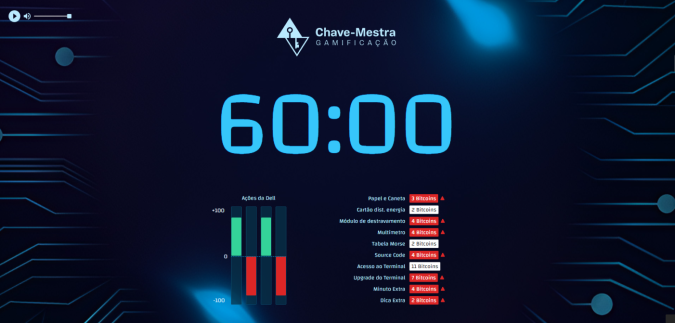 Chave-Mestra
GAMIFICAÇÃO
60:00
Ações da Dell
+100
0
-100
Papel e Caneta 3 Bitcoins
Cartão dist. energia 2 Bitcoins
Módulo de destravamento 4 Bitcoins
Multímetro 4 Bitcoins
Tabela Morse 2 Bitcoins
Source Code 4 Bitcoins
Acesso ao Terminal 11 Bitcoins
Upgrade do Terminal 7 Bitcoins
Minuto Extra 4 Bitcoins
Dica Extra 2 Bitcoins